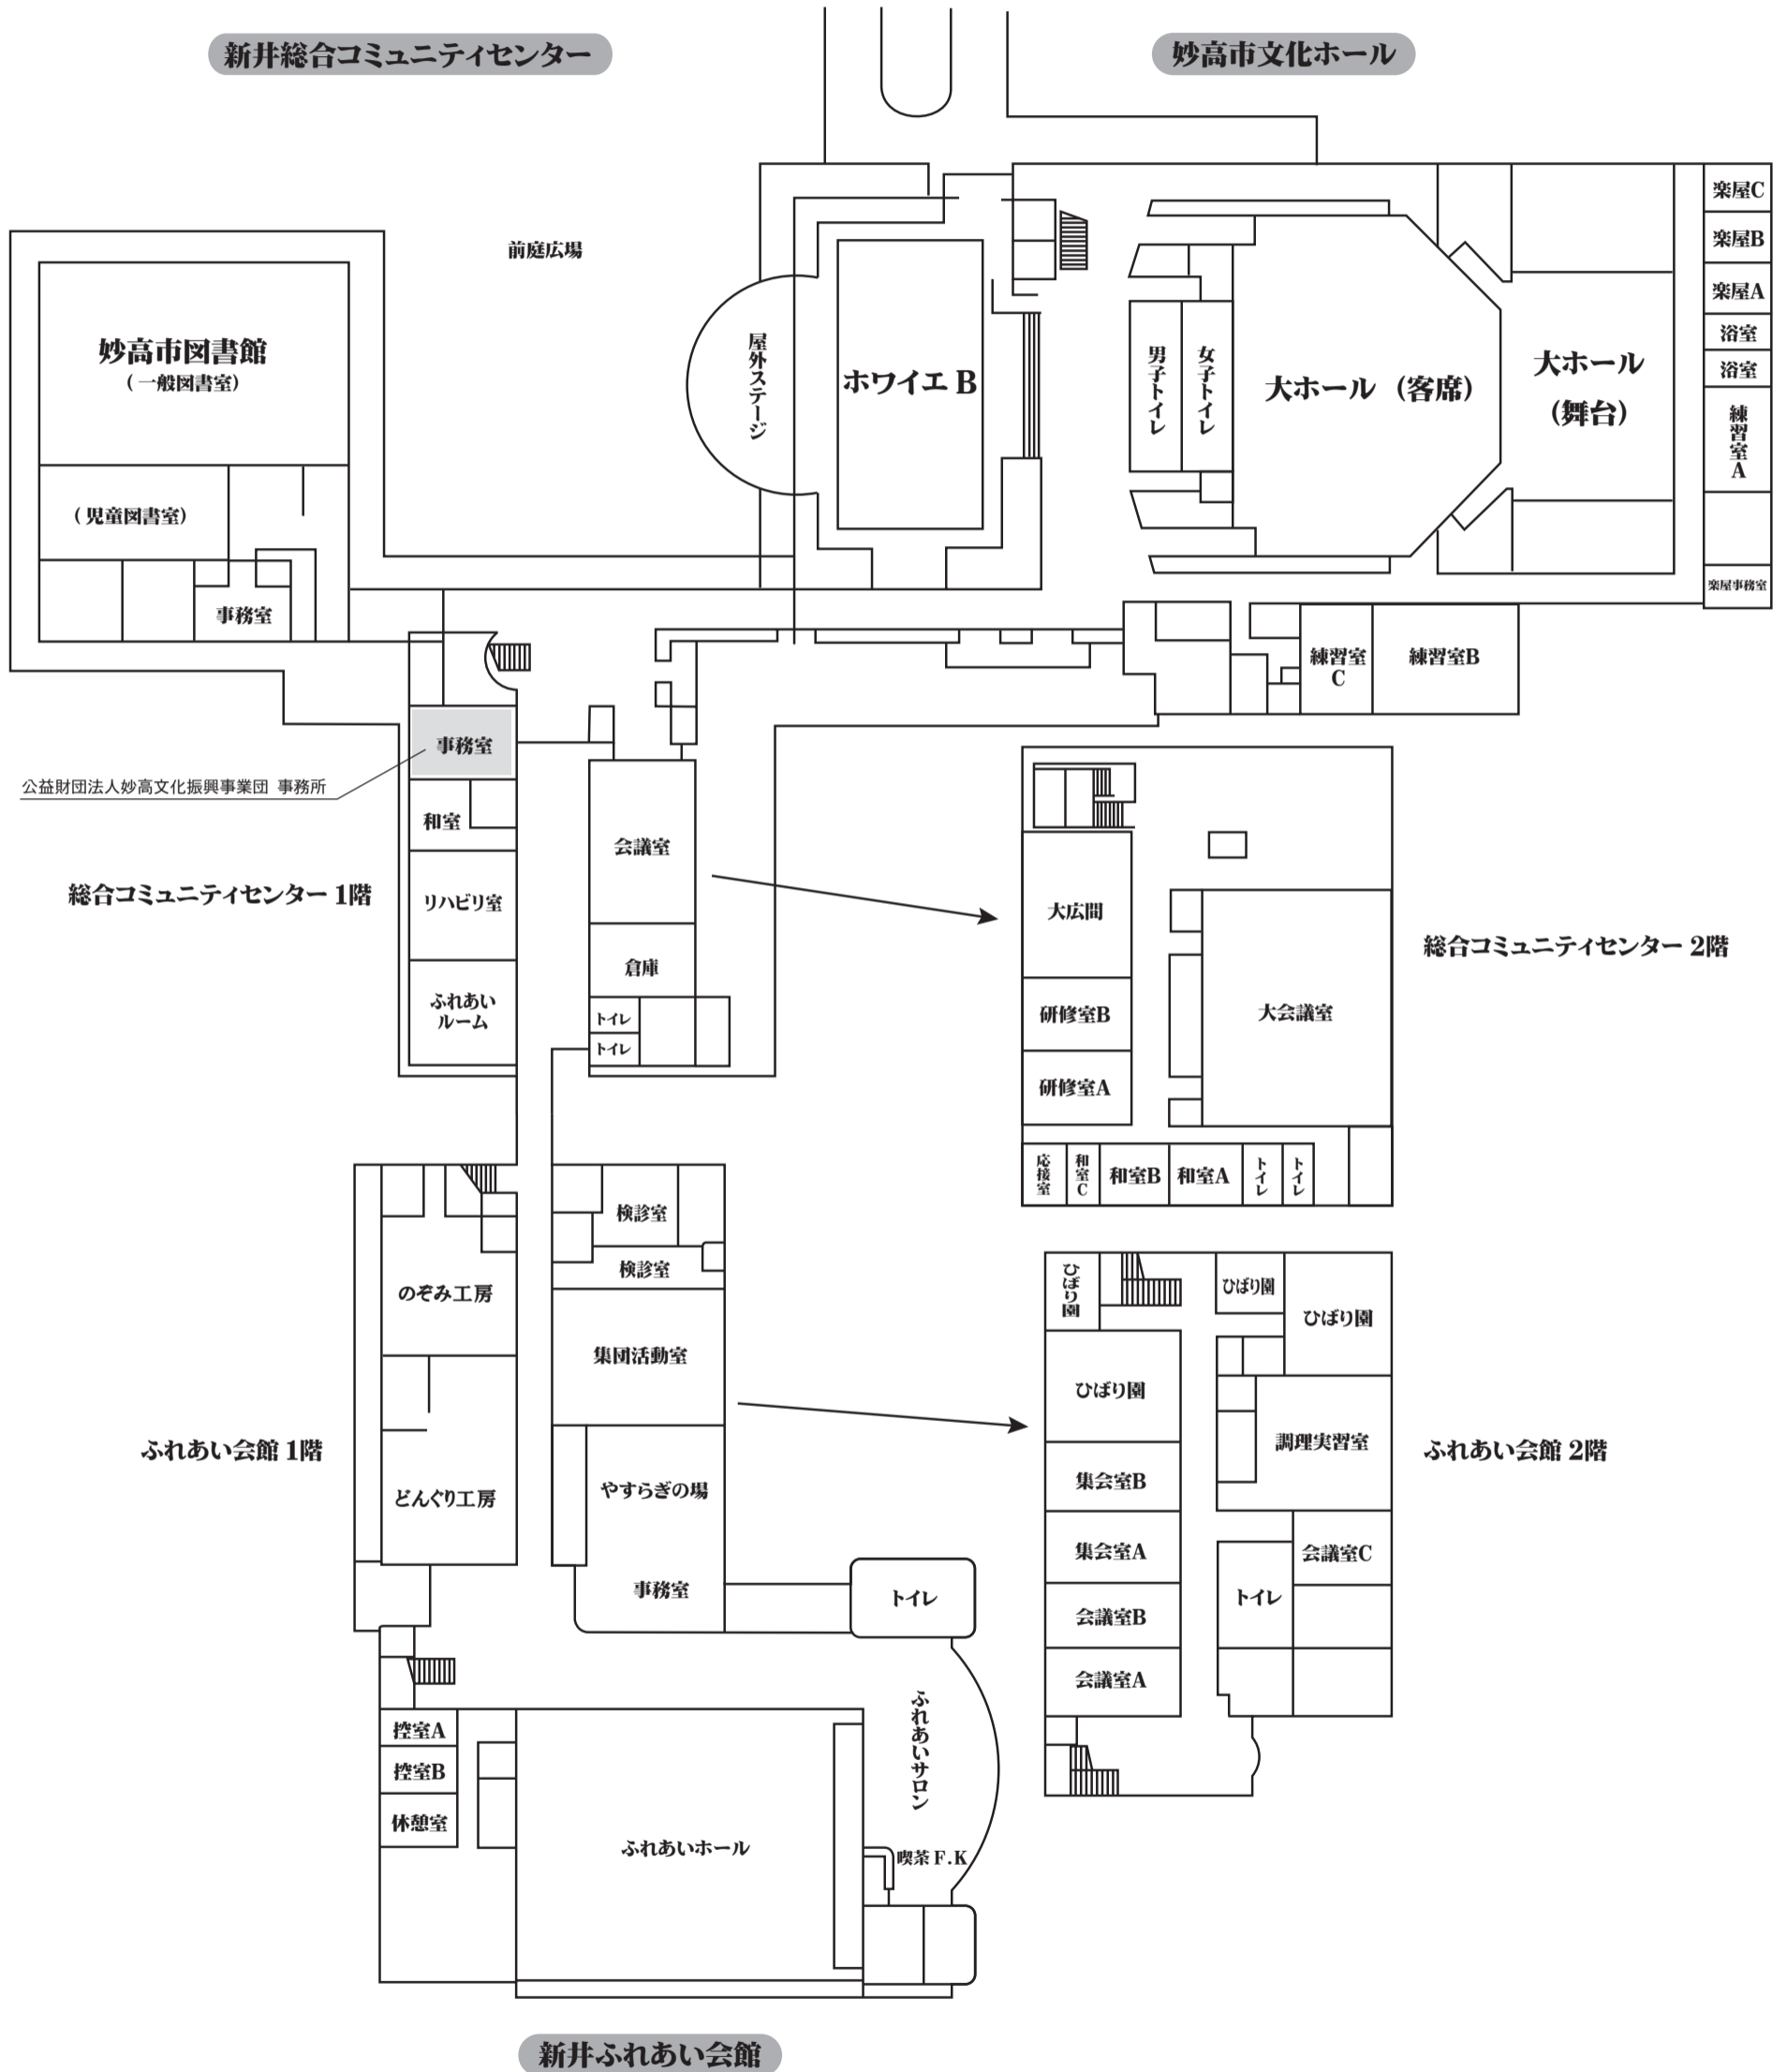 新井総合コミュニティセンター
妙高市文化ホール
前庭広場
妙高市図書館
(一般図書室)
(児童図書室)
事務室
屋外ステージ
ホワイエ B
男子トイレ
女子トイレ
大ホール (客席)
大ホール
(舞台)
楽屋C
楽屋B
楽屋A
浴室
浴室
練習室A
楽屋事務室
練習室
C
練習室B
事務室
公益財団法人妙高文化振興事業団 事務所
和室
リハビリ室
ふれあい
ルーム
会議室
倉庫
トイレ
トイレ
総合コミュニティセンター 1階
大広間
研修室B
研修室A
大会議室
応接室
和室C
和室B
和室A
トイレ
トイレ
総合コミュニティセンター 2階
のぞみ工房
どんぐり工房
検診室
検診室
集団活動室
やすらぎの場
事務室
トイレ
ふれあい会館 1階
控室A
控室B
休憩室
ふれあいホール
ふれあいサロン
喫茶 F.K
ひばり園
ひばり園
ひばり園
ひばり園
集会室B
集会室A
会議室B
会議室A
調理実習室
会議室C
トイレ
ふれあい会館 2階
新井ふれあい会館